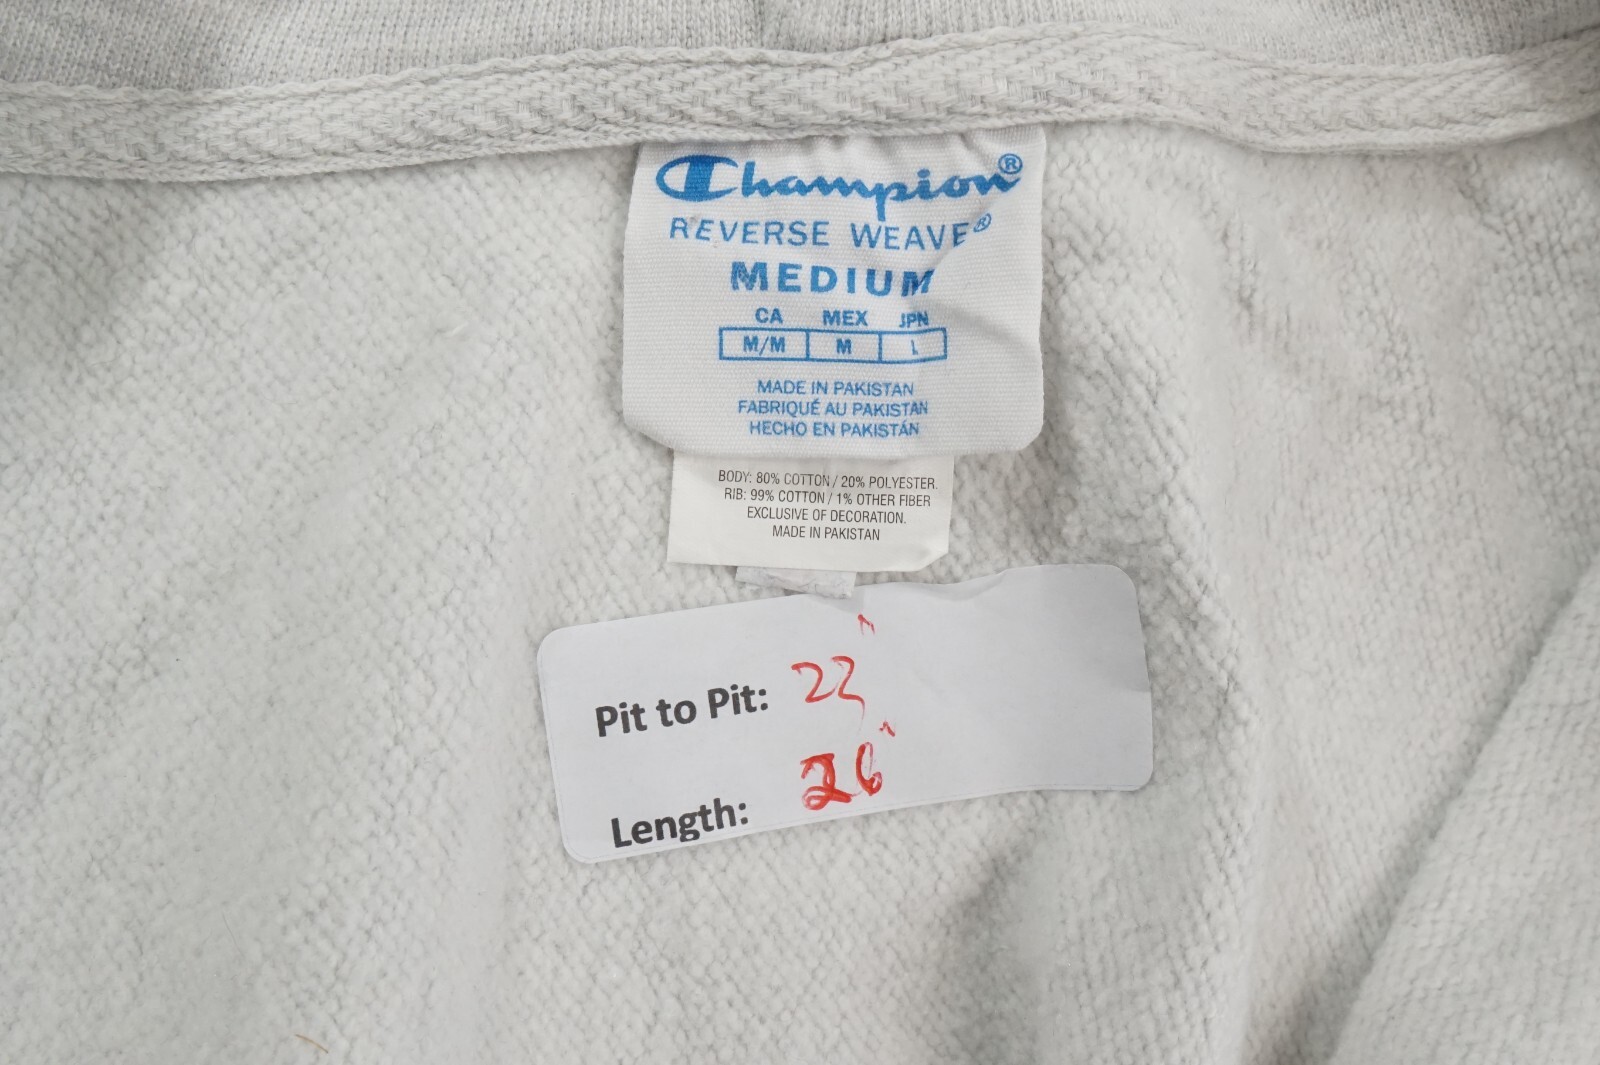 Champion®
REVERSE WEAVE®
MEDIUM
CA MEX JPN
M/M M L
MADE IN PAKISTAN
FABRIQUÉ AU PAKISTAN
HECHO EN PAKISTÁN
BODY: 80% COTTON / 20% POLYESTER.
RIB: 99% COTTON / 1% OTHER FIBER
EXCLUSIVE OF DECORATION.
MADE IN PAKISTAN
Pit to Pit: 22"
Length: 26"